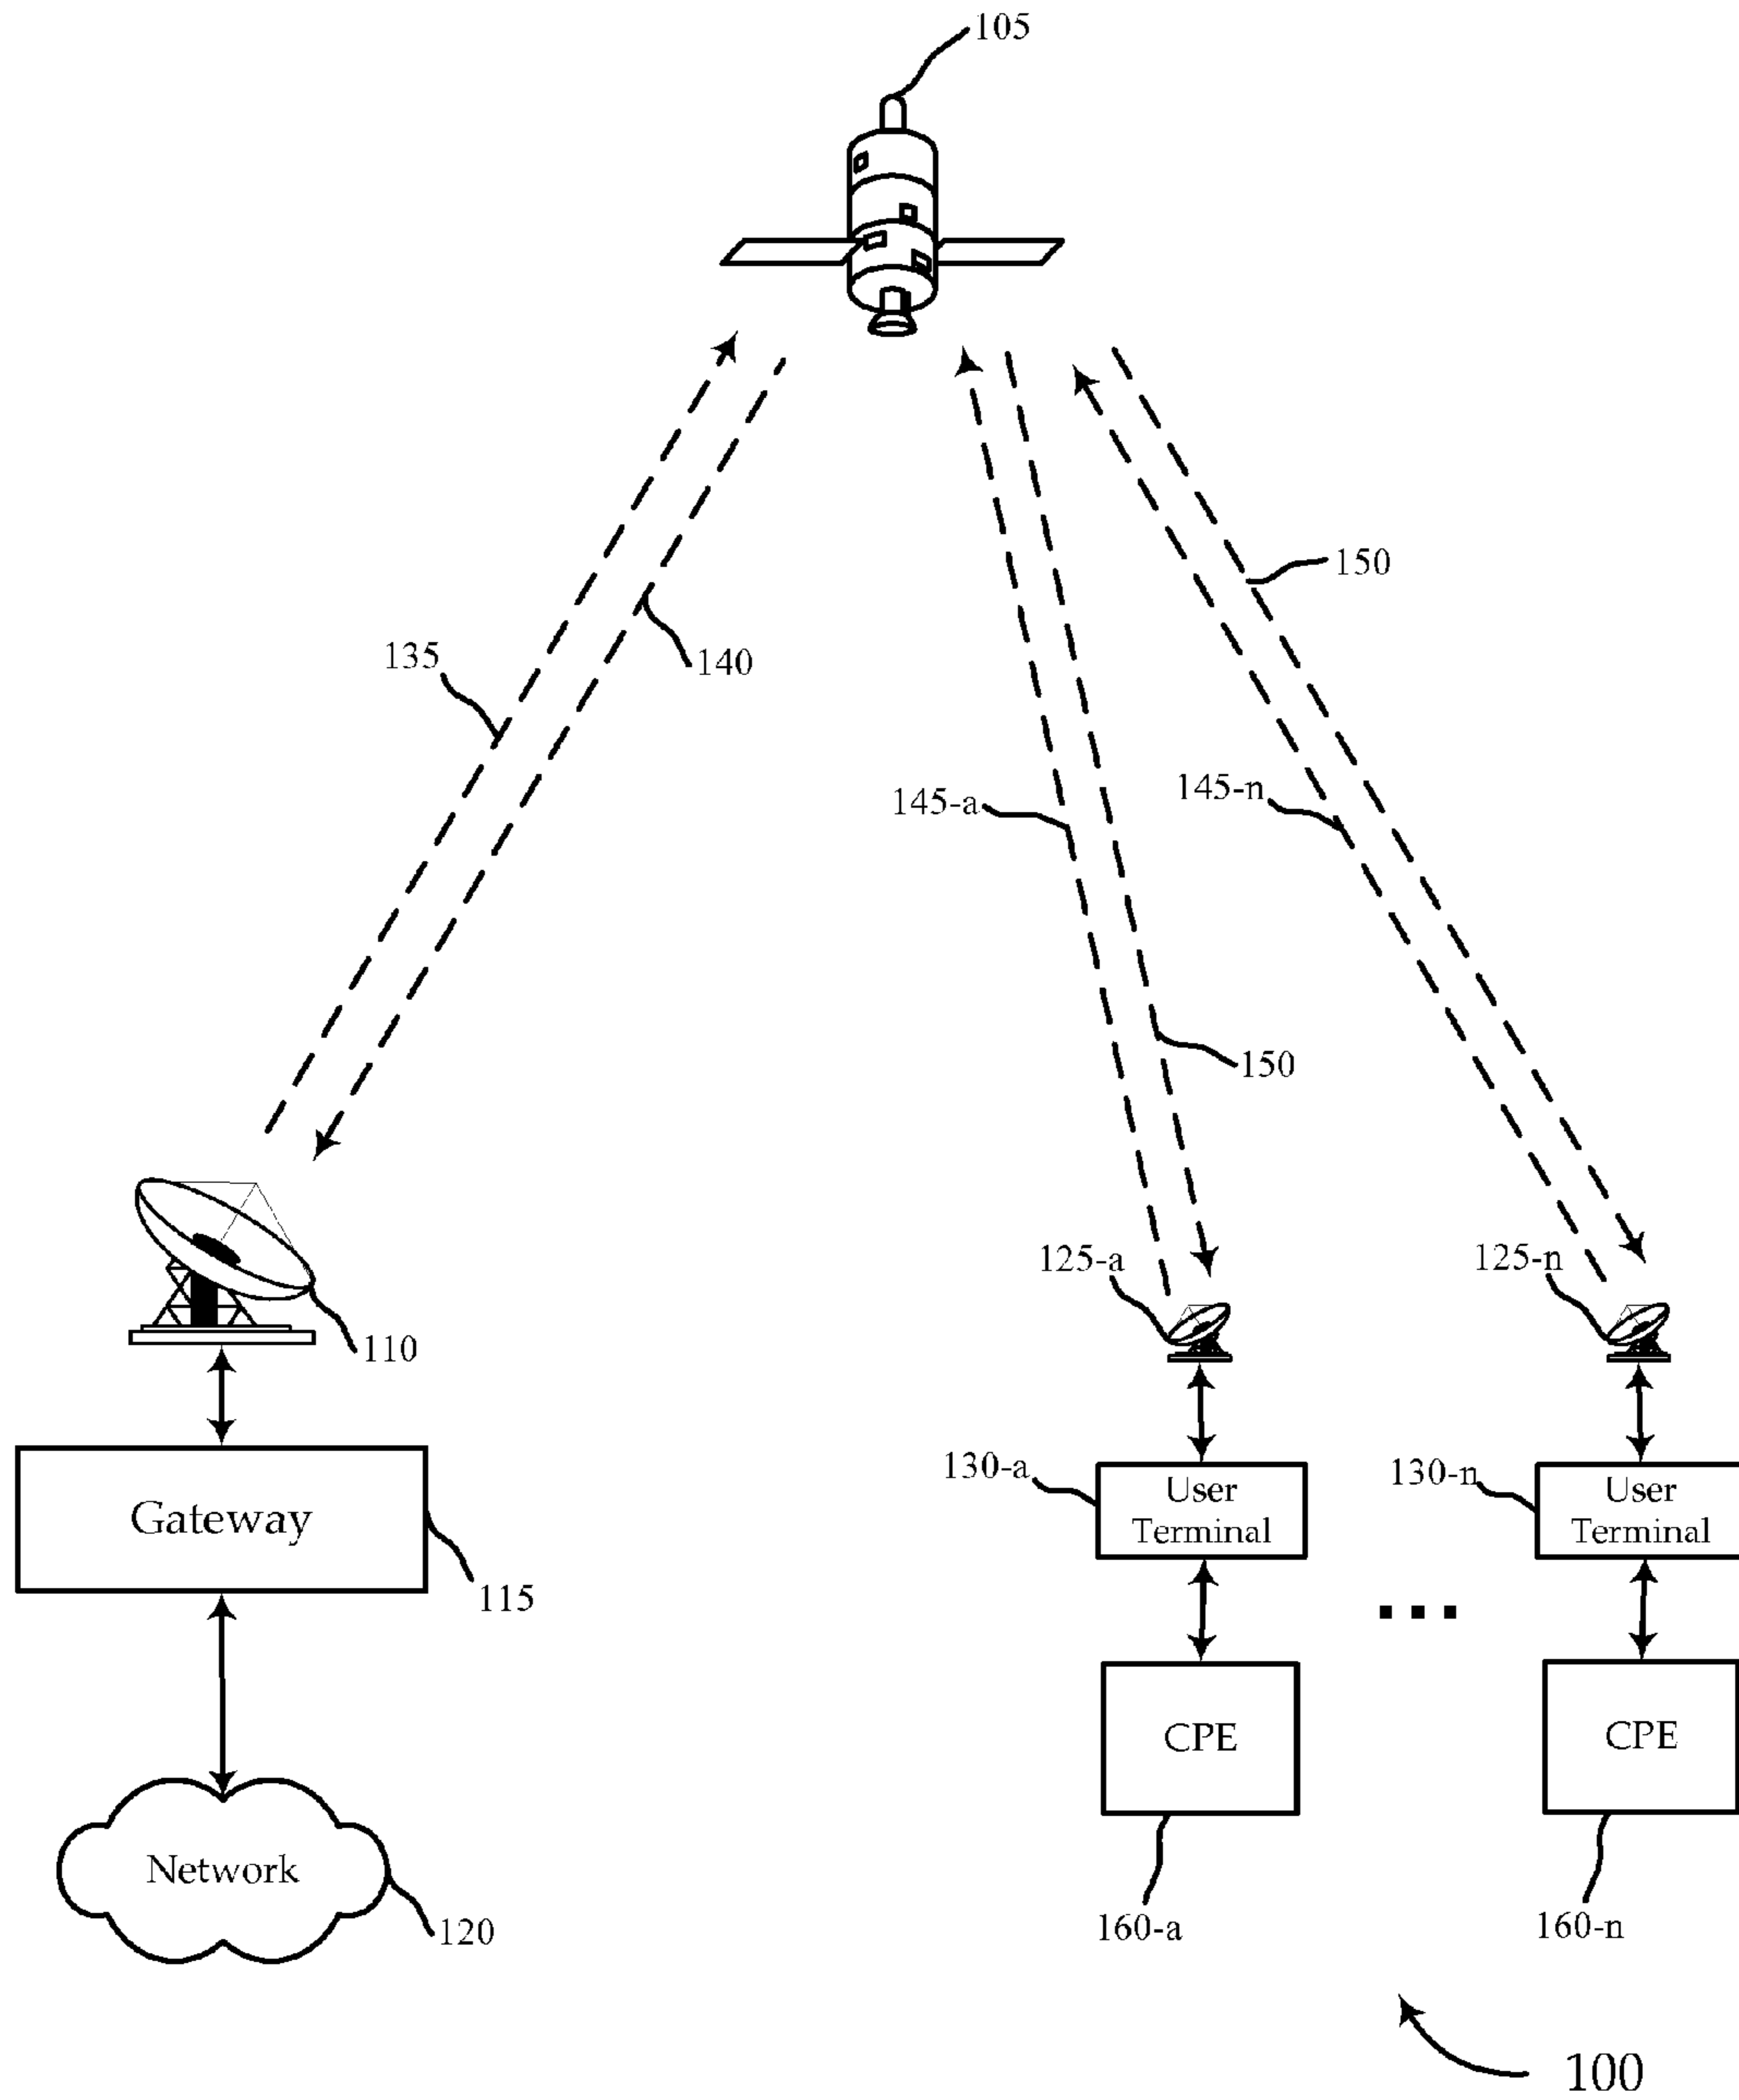 105
150
135
140
145-a
145-n
150
125-a
125-n
110
130-a
User
Terminal
130-n
User
Terminal
Gateway
115
CPE
CPE
Network
120
160-a
160-n
100